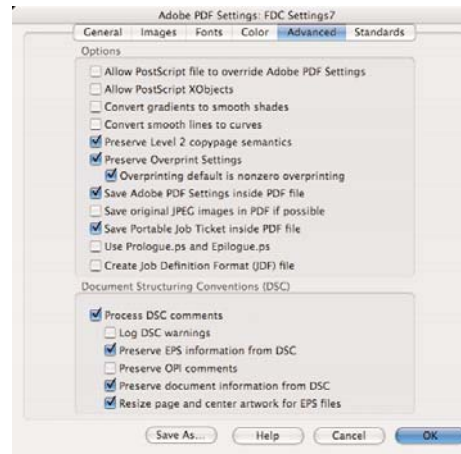 Adobe PDF Settings: FDC Settings7
General Images Fonts Color Advanced Standards
Options
Allow PostScript file to override Adobe PDF Settings
Allow PostScript XObjects
Convert gradients to smooth shades
Convert smooth lines to curves
Preserve Level 2 copypage semantics
Preserve Overprint Settings
Overprinting default is nonzero overprinting
Save Adobe PDF Settings inside PDF file
Save original JPEG images in PDF if possible
Save Portable Job Ticket inside PDF file
Use Prologue.ps and Epilogue.ps
Create Job Definition Format (JDF) file
Document Structuring Conventions (DSC)
Process DSC comments
Log DSC warnings
Preserve EPS information from DSC
Preserve OPI comments
Preserve document information from DSC
Resize page and center artwork for EPS files
Save As... Help Cancel OK